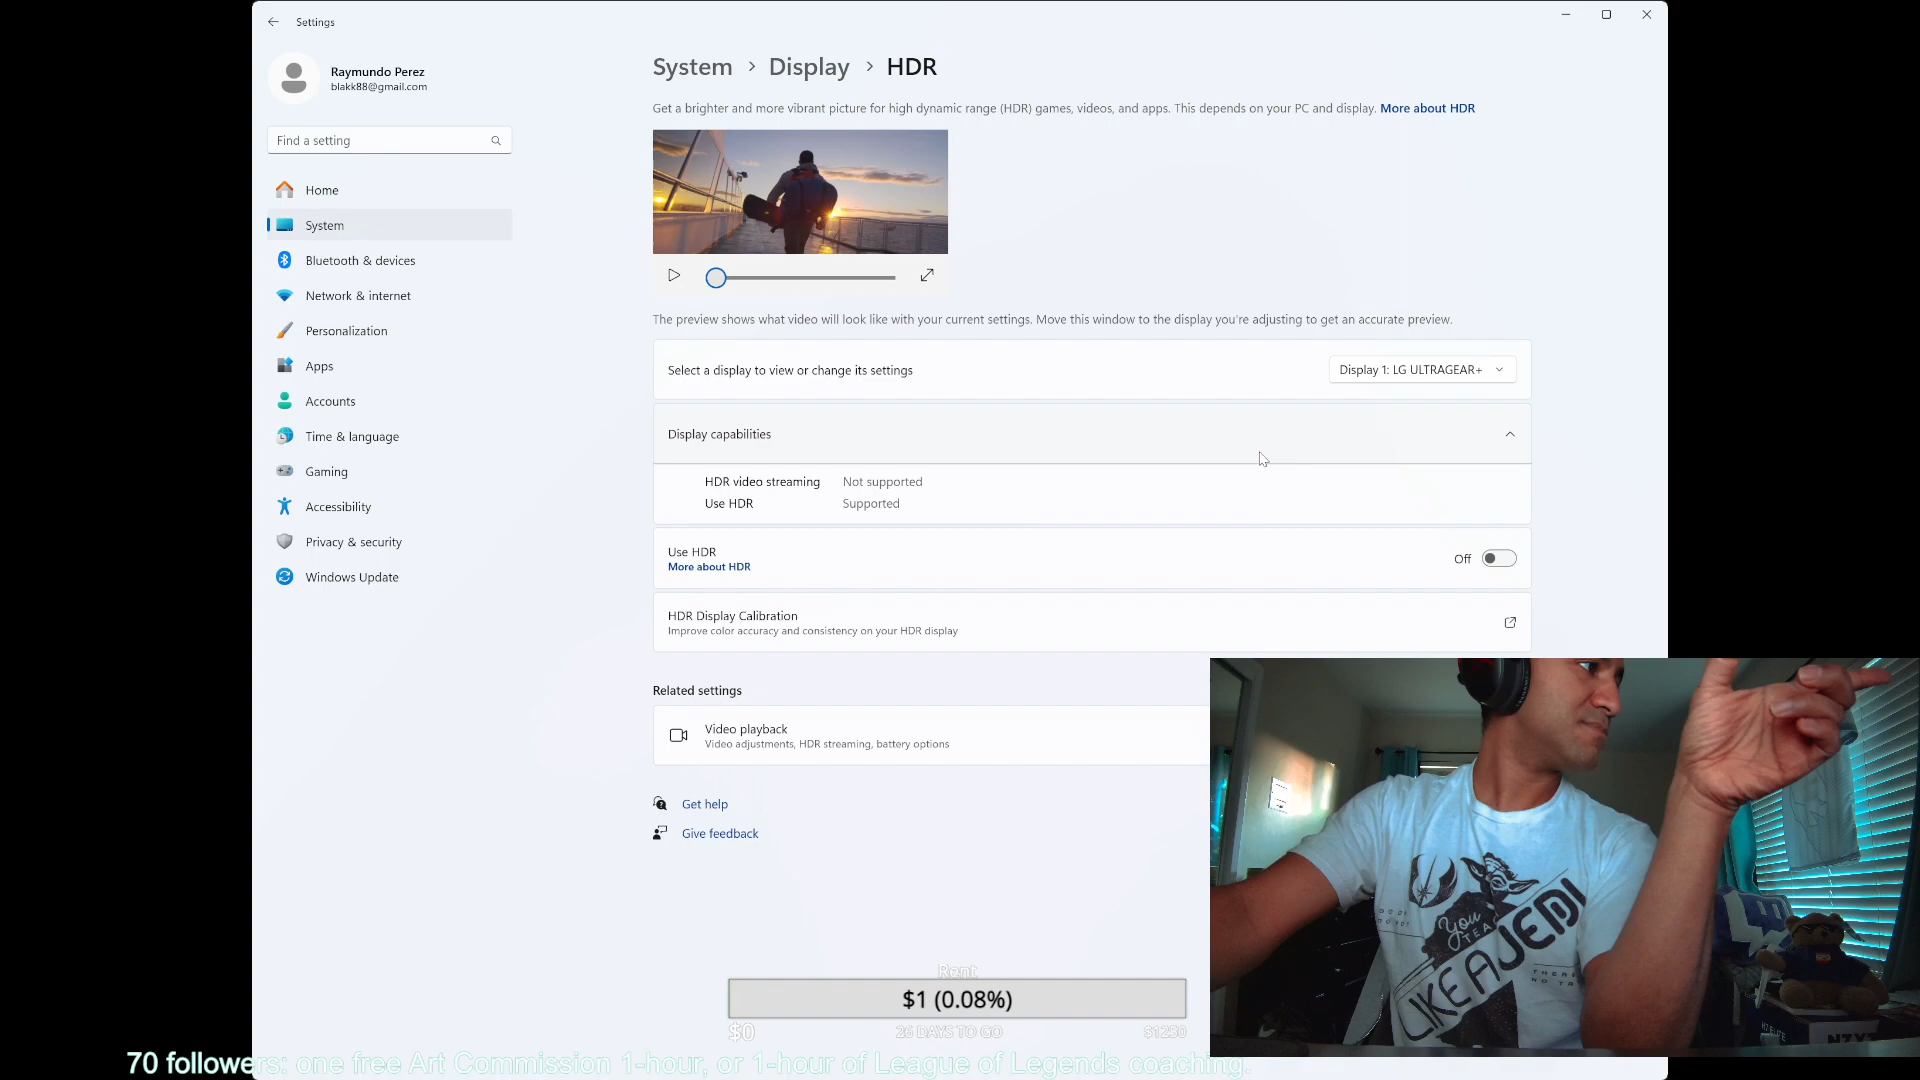 Settings
Raymundo Perez
blakk88@gmail.com
Find a setting
Home
System
Bluetooth & devices
Network & internet
Personalization
Apps
Accounts
Time & language
Gaming
Accessibility
Privacy & security
Windows Update
System > Display > HDR
Get a brighter and more vibrant picture for high dynamic range (HDR) games, videos, and apps. This depends on your PC and display. More about HDR
The preview shows what video will look like with your current settings. Move this window to the display you're adjusting to get an accurate preview.
Select a display to view or change its settings
Display 1: LG ULTRAGEAR+
Display capabilities
HDR video streaming Not supported
Use HDR Supported
Use HDR
More about HDR
Off
HDR Display Calibration
Improve color accuracy and consistency on your HDR display
Related settings
Video playback
Video adjustments, HDR streaming, battery options
Get help
Give feedback
Rent
$1 (0.08%)
$0 26 DAYS TO GO $1250
70 followers: one free Art Commission 1-hour, or 1-hour of League of Legends coaching.
You
LIKE A JEDI